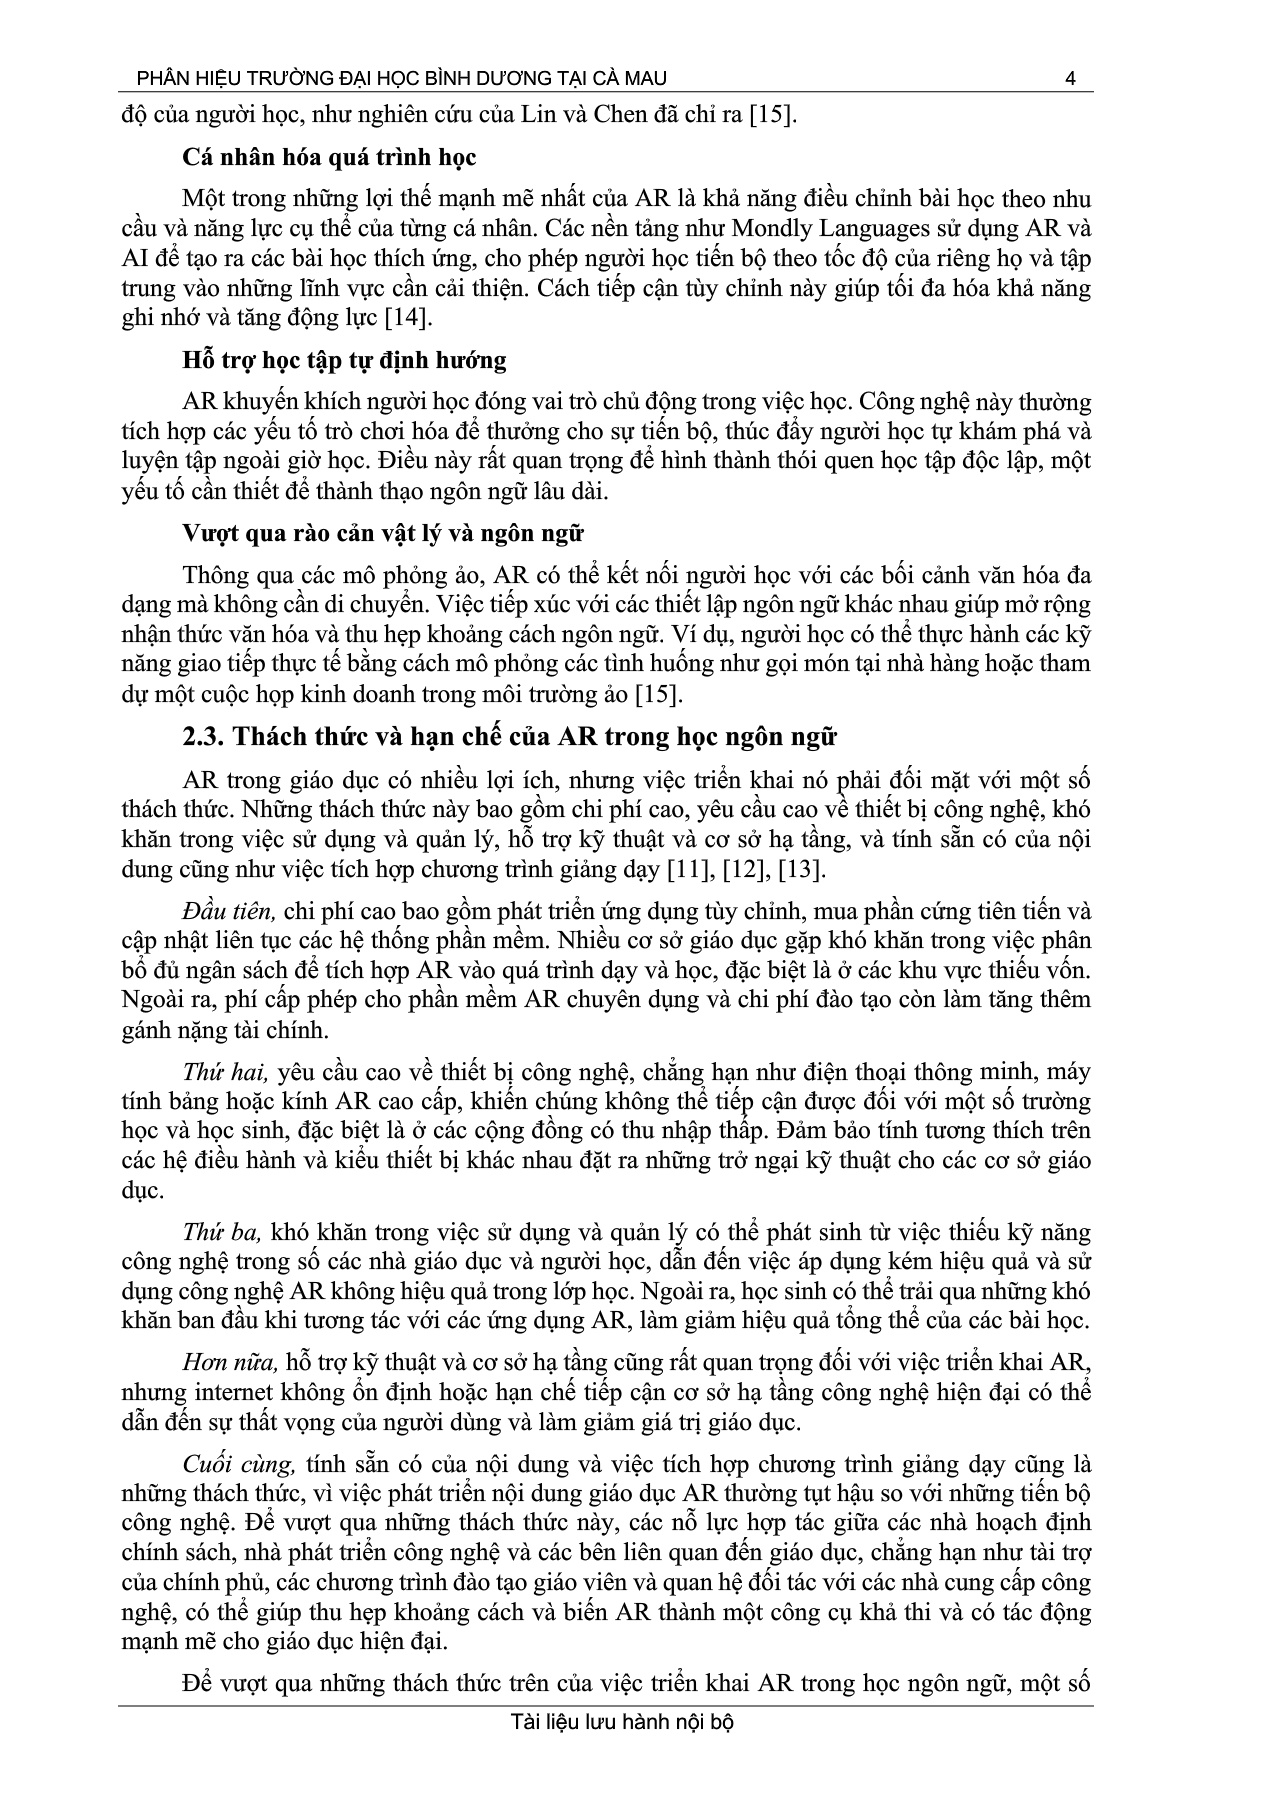 PHÂN HIỆU TRƯỜNG ĐẠI HỌC BÌNH DƯƠNG TẠI CÀ MAU 4
độ của người học, như nghiên cứu của Lin và Chen đã chỉ ra [15].
Cá nhân hóa quá trình học
Một trong những lợi thế mạnh mẽ nhất của AR là khả năng điều chỉnh bài học theo nhu
cầu và năng lực cụ thể của từng cá nhân. Các nền tảng như Mondly Languages sử dụng AR và
AI để tạo ra các bài học thích ứng, cho phép người học tiến bộ theo tốc độ của riêng họ và tập
trung vào những lĩnh vực cần cải thiện. Cách tiếp cận tùy chỉnh này giúp tối đa hóa khả năng
ghi nhớ và tăng động lực [14].
Hỗ trợ học tập tự định hướng
AR khuyến khích người học đóng vai trò chủ động trong việc học. Công nghệ này thường
tích hợp các yếu tố trò chơi hóa để thưởng cho sự tiến bộ, thúc đẩy người học tự khám phá và
luyện tập ngoài giờ học. Điều này rất quan trọng để hình thành thói quen học tập độc lập, một
yếu tố cần thiết để thành thạo ngôn ngữ lâu dài.
Vượt qua rào cản vật lý và ngôn ngữ
Thông qua các mô phỏng ảo, AR có thể kết nối người học với các bối cảnh văn hóa đa
dạng mà không cần di chuyển. Việc tiếp xúc với các thiết lập ngôn ngữ khác nhau giúp mở rộng
nhận thức văn hóa và thu hẹp khoảng cách ngôn ngữ. Ví dụ, người học có thể thực hành các kỹ
năng giao tiếp thực tế bằng cách mô phỏng các tình huống như gọi món tại nhà hàng hoặc tham
dự một cuộc họp kinh doanh trong môi trường ảo [15].
2.3. Thách thức và hạn chế của AR trong học ngôn ngữ
AR trong giáo dục có nhiều lợi ích, nhưng việc triển khai nó phải đối mặt với một số
thách thức. Những thách thức này bao gồm chi phí cao, yêu cầu cao về thiết bị công nghệ, khó
khăn trong việc sử dụng và quản lý, hỗ trợ kỹ thuật và cơ sở hạ tầng, và tính sẵn có của nội
dung cũng như việc tích hợp chương trình giảng dạy [11], [12], [13].
Đầu tiên, chi phí cao bao gồm phát triển ứng dụng tùy chỉnh, mua phần cứng tiên tiến và
cập nhật liên tục các hệ thống phần mềm. Nhiều cơ sở giáo dục gặp khó khăn trong việc phân
bổ đủ ngân sách để tích hợp AR vào quá trình dạy và học, đặc biệt là ở các khu vực thiếu vốn.
Ngoài ra, phí cấp phép cho phần mềm AR chuyên dụng và chi phí đào tạo còn làm tăng thêm
gánh nặng tài chính.
Thứ hai, yêu cầu cao về thiết bị công nghệ, chẳng hạn như điện thoại thông minh, máy
tính bảng hoặc kính AR cao cấp, khiến chúng không thể tiếp cận được đối với một số trường
học và học sinh, đặc biệt là ở các cộng đồng có thu nhập thấp. Đảm bảo tính tương thích trên
các hệ điều hành và kiểu thiết bị khác nhau đặt ra những trở ngại kỹ thuật cho các cơ sở giáo
dục.
Thứ ba, khó khăn trong việc sử dụng và quản lý có thể phát sinh từ việc thiếu kỹ năng
công nghệ trong số các nhà giáo dục và người học, dẫn đến việc áp dụng kém hiệu quả và sử
dụng công nghệ AR không hiệu quả trong lớp học. Ngoài ra, học sinh có thể trải qua những khó
khăn ban đầu khi tương tác với các ứng dụng AR, làm giảm hiệu quả tổng thể của các bài học.
Hơn nữa, hỗ trợ kỹ thuật và cơ sở hạ tầng cũng rất quan trọng đối với việc triển khai AR,
nhưng internet không ổn định hoặc hạn chế tiếp cận cơ sở hạ tầng công nghệ hiện đại có thể
dẫn đến sự thất vọng của người dùng và làm giảm giá trị giáo dục.
Cuối cùng, tính sẵn có của nội dung và việc tích hợp chương trình giảng dạy cũng là
những thách thức, vì việc phát triển nội dung giáo dục AR thường tụt hậu so với những tiến bộ
công nghệ. Để vượt qua những thách thức này, các nỗ lực hợp tác giữa các nhà hoạch định
chính sách, nhà phát triển công nghệ và các bên liên quan đến giáo dục, chẳng hạn như tài trợ
của chính phủ, các chương trình đào tạo giáo viên và quan hệ đối tác với các nhà cung cấp công
nghệ, có thể giúp thu hẹp khoảng cách và biến AR thành một công cụ khả thi và có tác động
mạnh mẽ cho giáo dục hiện đại.
Để vượt qua những thách thức trên của việc triển khai AR trong học ngôn ngữ, một số
Tài liệu lưu hành nội bộ